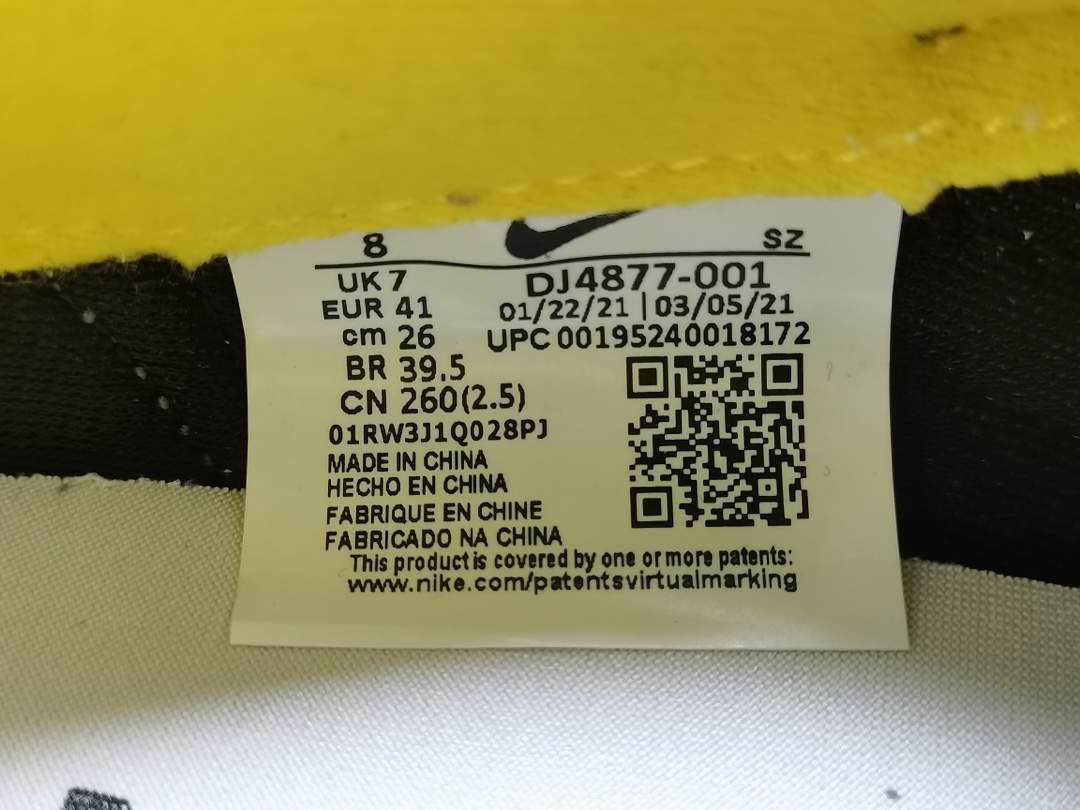 8 SZ
UK 7 DJ4877-001
EUR 41 01/22/21 | 03/05/21
cm 26 UPC 00195240018172
BR 39.5
CN 260(2.5)
01RW3J1Q028PJ
MADE IN CHINA
HECHO EN CHINA
FABRIQUE EN CHINE
FABRICADO NA CHINA
This product is covered by one or more patents:
www.nike.com/patentsvirtualmarking